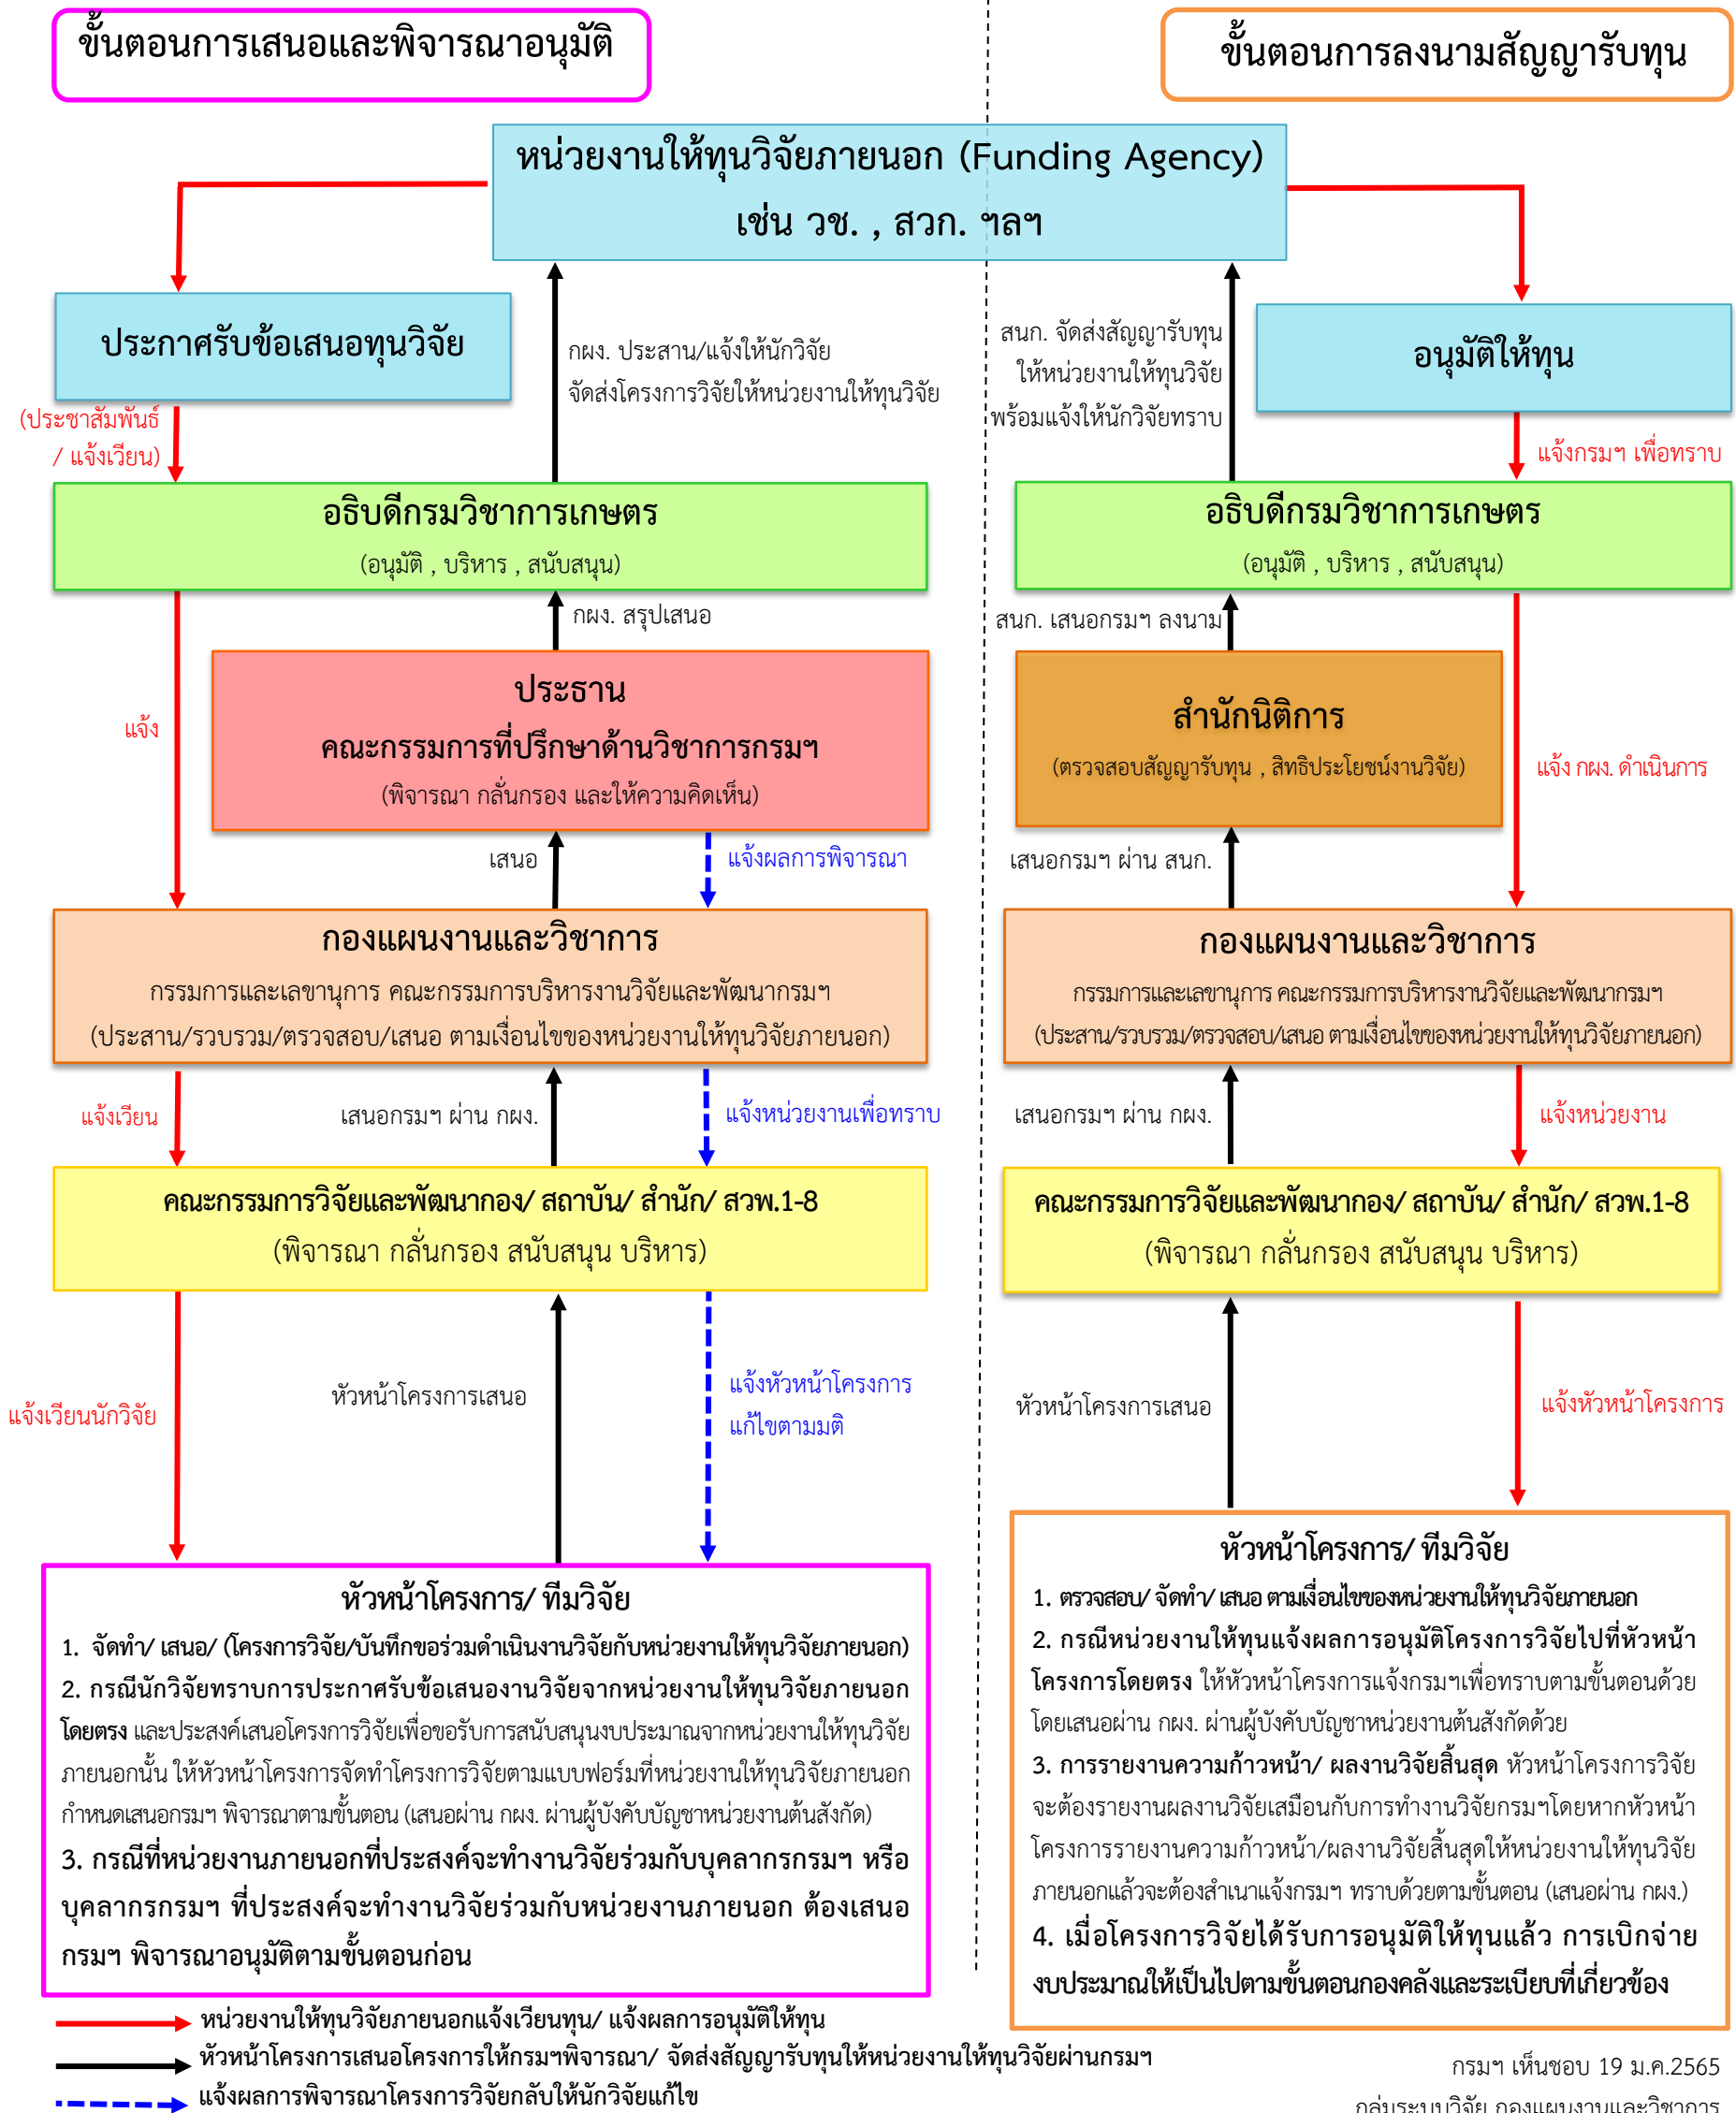 ขั้นตอนการเสนอและพิจารณาอนุมัติ
ขั้นตอนการลงนามสัญญารับทุน
หน่วยงานให้ทุนวิจัยภายนอก (Funding Agency)
เช่น วช. , สวก. ฯลฯ
ประกาศรับข้อเสนอทุนวิจัย
(ประชาสัมพันธ์
/ แจ้งเวียน)
กผง. ประสาน/แจ้งให้นักวิจัย
จัดส่งโครงการวิจัยให้หน่วยงานให้ทุนวิจัย
อธิบดีกรมวิชาการเกษตร
(อนุมัติ , บริหาร , สนับสนุน)
กผง. สรุปเสนอ
แจ้ง
ประธาน
คณะกรรมการที่ปรึกษาด้านวิชาการกรมฯ
(พิจารณา กลั่นกรอง และให้ความคิดเห็น)
เสนอ
แจ้งผลการพิจารณา
กองแผนงานและวิชาการ
กรรมการและเลขานุการ คณะกรรมการบริหารงานวิจัยและพัฒนากรมฯ
(ประสาน/รวบรวม/ตรวจสอบ/เสนอ ตามเงื่อนไขของหน่วยงานให้ทุนวิจัยภายนอก)
แจ้งเวียน
เสนอกรมฯ ผ่าน กผง.
แจ้งหน่วยงานเพื่อทราบ
คณะกรรมการวิจัยและพัฒนากอง/ สถาบัน/ สำนัก/ สวพ.1-8
(พิจารณา กลั่นกรอง สนับสนุน บริหาร)
แจ้งเวียนนักวิจัย
หัวหน้าโครงการเสนอ
แจ้งหัวหน้าโครงการ
แก้ไขตามมติ
หัวหน้าโครงการ/ ทีมวิจัย
1. จัดทำ/ เสนอ/ (โครงการวิจัย/บันทึกขอร่วมดำเนินงานวิจัยกับหน่วยงานให้ทุนวิจัยภายนอก)
2. กรณีนักวิจัยทราบการประกาศรับข้อเสนองานวิจัยจากหน่วยงานให้ทุนวิจัยภายนอก
โดยตรง และประสงค์เสนอโครงการวิจัยเพื่อขอรับการสนับสนุนงบประมาณจากหน่วยงานให้ทุนวิจัย
ภายนอกนั้น ให้หัวหน้าโครงการจัดทำโครงการวิจัยตามแบบฟอร์มที่หน่วยงานให้ทุนวิจัยภายนอก
กำหนดเสนอกรมฯ พิจารณาตามขั้นตอน (เสนอผ่าน กผง. ผ่านผู้บังคับบัญชาหน่วยงานต้นสังกัด)
3. กรณีที่หน่วยงานภายนอกที่ประสงค์จะทำงานวิจัยร่วมกับบุคลากรกรมฯ หรือ
บุคลากรกรมฯ ที่ประสงค์จะทำงานวิจัยร่วมกับหน่วยงานภายนอก ต้องเสนอ
กรมฯ พิจารณาอนุมัติตามขั้นตอนก่อน
สนก. จัดส่งสัญญารับทุน
ให้หน่วยงานให้ทุนวิจัย
พร้อมแจ้งให้นักวิจัยทราบ
อนุมัติให้ทุน
แจ้งกรมฯ เพื่อทราบ
อธิบดีกรมวิชาการเกษตร
(อนุมัติ , บริหาร , สนับสนุน)
สนก. เสนอกรมฯ ลงนาม
สำนักนิติการ
(ตรวจสอบสัญญารับทุน , สิทธิประโยชน์งานวิจัย)
แจ้ง กผง. ดำเนินการ
เสนอกรมฯ ผ่าน สนก.
กองแผนงานและวิชาการ
กรรมการและเลขานุการ คณะกรรมการบริหารงานวิจัยและพัฒนากรมฯ
(ประสาน/รวบรวม/ตรวจสอบ/เสนอ ตามเงื่อนไขของหน่วยงานให้ทุนวิจัยภายนอก)
เสนอกรมฯ ผ่าน กผง.
แจ้งหน่วยงาน
คณะกรรมการวิจัยและพัฒนากอง/ สถาบัน/ สำนัก/ สวพ.1-8
(พิจารณา กลั่นกรอง สนับสนุน บริหาร)
หัวหน้าโครงการเสนอ
แจ้งหัวหน้าโครงการ
หัวหน้าโครงการ/ ทีมวิจัย
1. ตรวจสอบ/ จัดทำ/ เสนอ ตามเงื่อนไขของหน่วยงานให้ทุนวิจัยภายนอก
2. กรณีหน่วยงานให้ทุนแจ้งผลการอนุมัติโครงการวิจัยไปที่หัวหน้า
โครงการโดยตรง ให้หัวหน้าโครงการแจ้งกรมฯเพื่อทราบตามขั้นตอนด้วย
โดยเสนอผ่าน กผง. ผ่านผู้บังคับบัญชาหน่วยงานต้นสังกัดด้วย
3. การรายงานความก้าวหน้า/ ผลงานวิจัยสิ้นสุด หัวหน้าโครงการวิจัย
จะต้องรายงานผลงานวิจัยเสมือนกับการทำงานวิจัยกรมฯโดยหากหัวหน้า
โครงการรายงานความก้าวหน้า/ผลงานวิจัยสิ้นสุดให้หน่วยงานให้ทุนวิจัย
ภายนอกแล้วจะต้องสำเนาแจ้งกรมฯ ทราบด้วยตามขั้นตอน (เสนอผ่าน กผง.)
4. เมื่อโครงการวิจัยได้รับการอนุมัติให้ทุนแล้ว การเบิกจ่าย
งบประมาณให้เป็นไปตามขั้นตอนกองคลังและระเบียบที่เกี่ยวข้อง
หน่วยงานให้ทุนวิจัยภายนอกแจ้งเวียนทุน/ แจ้งผลการอนุมัติให้ทุน
หัวหน้าโครงการเสนอโครงการให้กรมฯพิจารณา/ จัดส่งสัญญารับทุนให้หน่วยงานให้ทุนวิจัยผ่านกรมฯ
แจ้งผลการพิจารณาโครงการวิจัยกลับให้นักวิจัยแก้ไข
กรมฯ เห็นชอบ 19 ม.ค.2565
กลุ่มระบบวิจัย กองแผนงานและวิชาการ